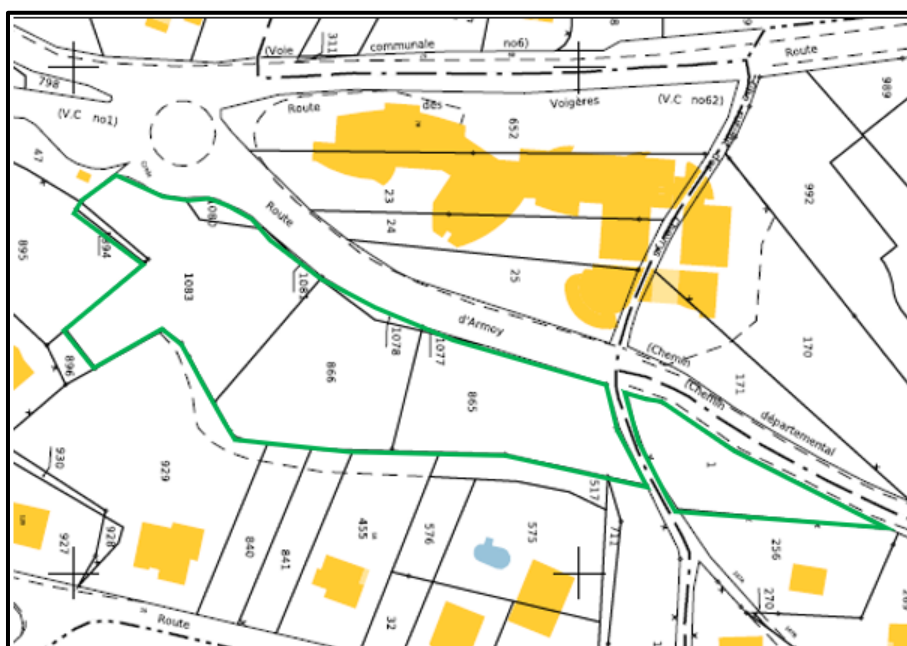 (Voie
communale
no6)
311
Route
798
(V.C no1)
Route
des
Voigères
(V.C no62)
652
989
47
23
24
992
25
1080
894
895
1083
1081
Route
d'Armoy
(Chemin
170
171
(Chemin
départemental
1078
1077
866
865
896
1
929
930
517
711
928
927
840
841
455
576
575
32
256
270
Route